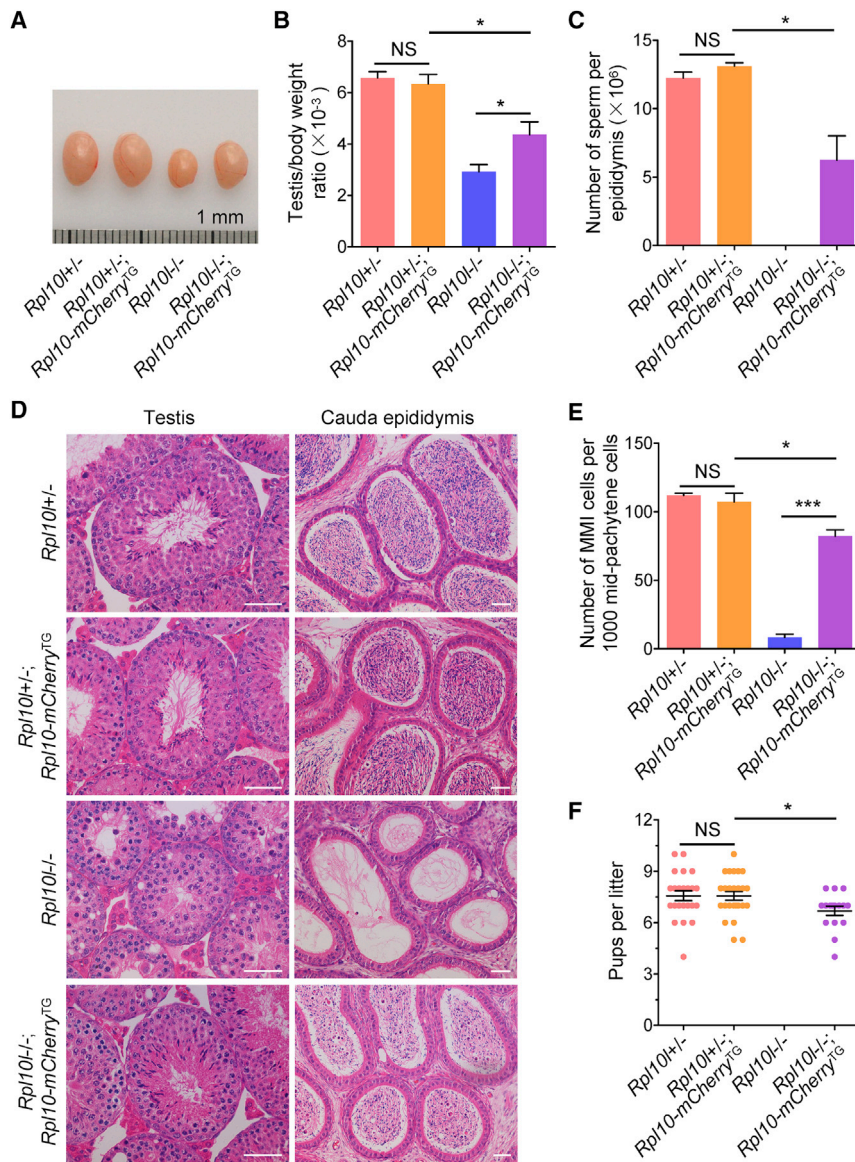 A
1 mm
Rpl10l+/-
Rpl10l+/-;
Rpl10-mCherryTG
Rpl10l-/-
Rpl10l-/-;
Rpl10-mCherryTG
B
Testis/body weight
ratio (×10-3)
9
6
3
0
NS
*
*
Rpl10l+/-
Rpl10l+/-;
Rpl10-mCherryTG
Rpl10l-/-
Rpl10l-/-;
Rpl10-mCherryTG
C
Number of sperm per
epididymis (×106)
15
10
5
0
NS
*
Rpl10l+/-
Rpl10l+/-;
Rpl10-mCherryTG
Rpl10l-/-
Rpl10l-/-;
Rpl10-mCherryTG
D
Testis
Cauda epididymis
Rpl10l+/-
Rpl10l+/-;
Rpl10-mCherryTG
Rpl10l-/-
Rpl10l-/-;
Rpl10-mCherryTG
E
Number of MMI cells per
1000 mid-pachytene cells
150
100
50
0
NS
*
***
Rpl10l+/-
Rpl10l+/-;
Rpl10-mCherryTG
Rpl10l-/-
Rpl10l-/-;
Rpl10-mCherryTG
F
Pups per litter
12
9
6
3
0
NS
*
Rpl10l+/-
Rpl10l+/-;
Rpl10-mCherryTG
Rpl10l-/-
Rpl10l-/-;
Rpl10-mCherryTG